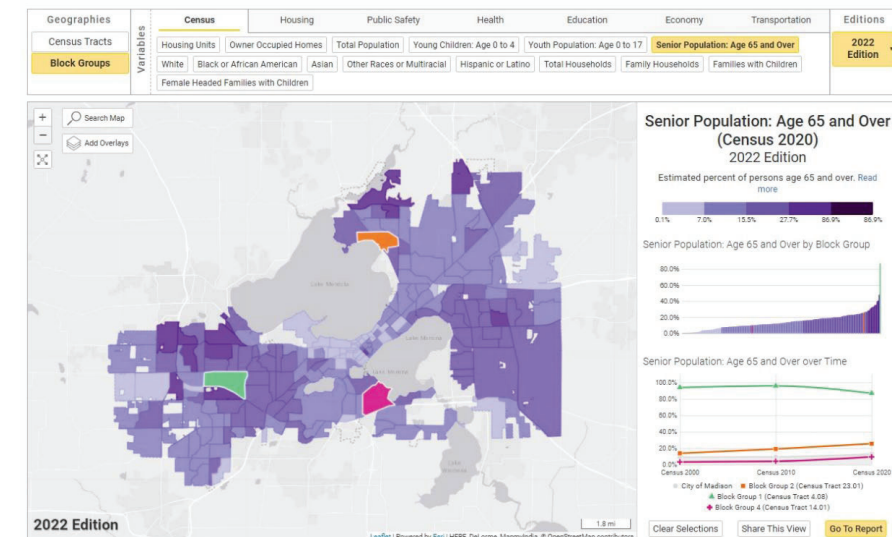 Geographies
Census Tracts
Block Groups
Variables
Census Housing Public Safety Health Education Economy Transportation
Housing Units Owner Occupied Homes Total Population Young Children: Age 0 to 4 Youth Population: Age 0 to 17 Senior Population: Age 65 and Over
White Black or African American Asian Other Races or Multiracial Hispanic or Latino Total Households Family Households Families with Children
Female Headed Families with Children
Editions
2022
Edition
+
−
Search Map
Add Overlays
Lake Mendota
Lake Monona
Lake
Waubesa
2022 Edition
1.8 mi
Senior Population: Age 65 and Over
(Census 2020)
2022 Edition
Estimated percent of persons age 65 and over. Read
more
0.1% 7.0% 15.5% 27.7% 86.9% 86.9%
Senior Population: Age 65 and Over by Block Group
80.0%
60.0%
40.0%
20.0%
0.0%
Senior Population: Age 65 and Over over Time
100.0%
80.0%
60.0%
40.0%
20.0%
0.0%
Census 2000 Census 2010 Census 2020
City of Madison Block Group 2 (Census Tract 23.01)
Block Group 1 (Census Tract 4.08)
Block Group 4 (Census Tract 14.01)
Clear Selections Share This View Go To Report